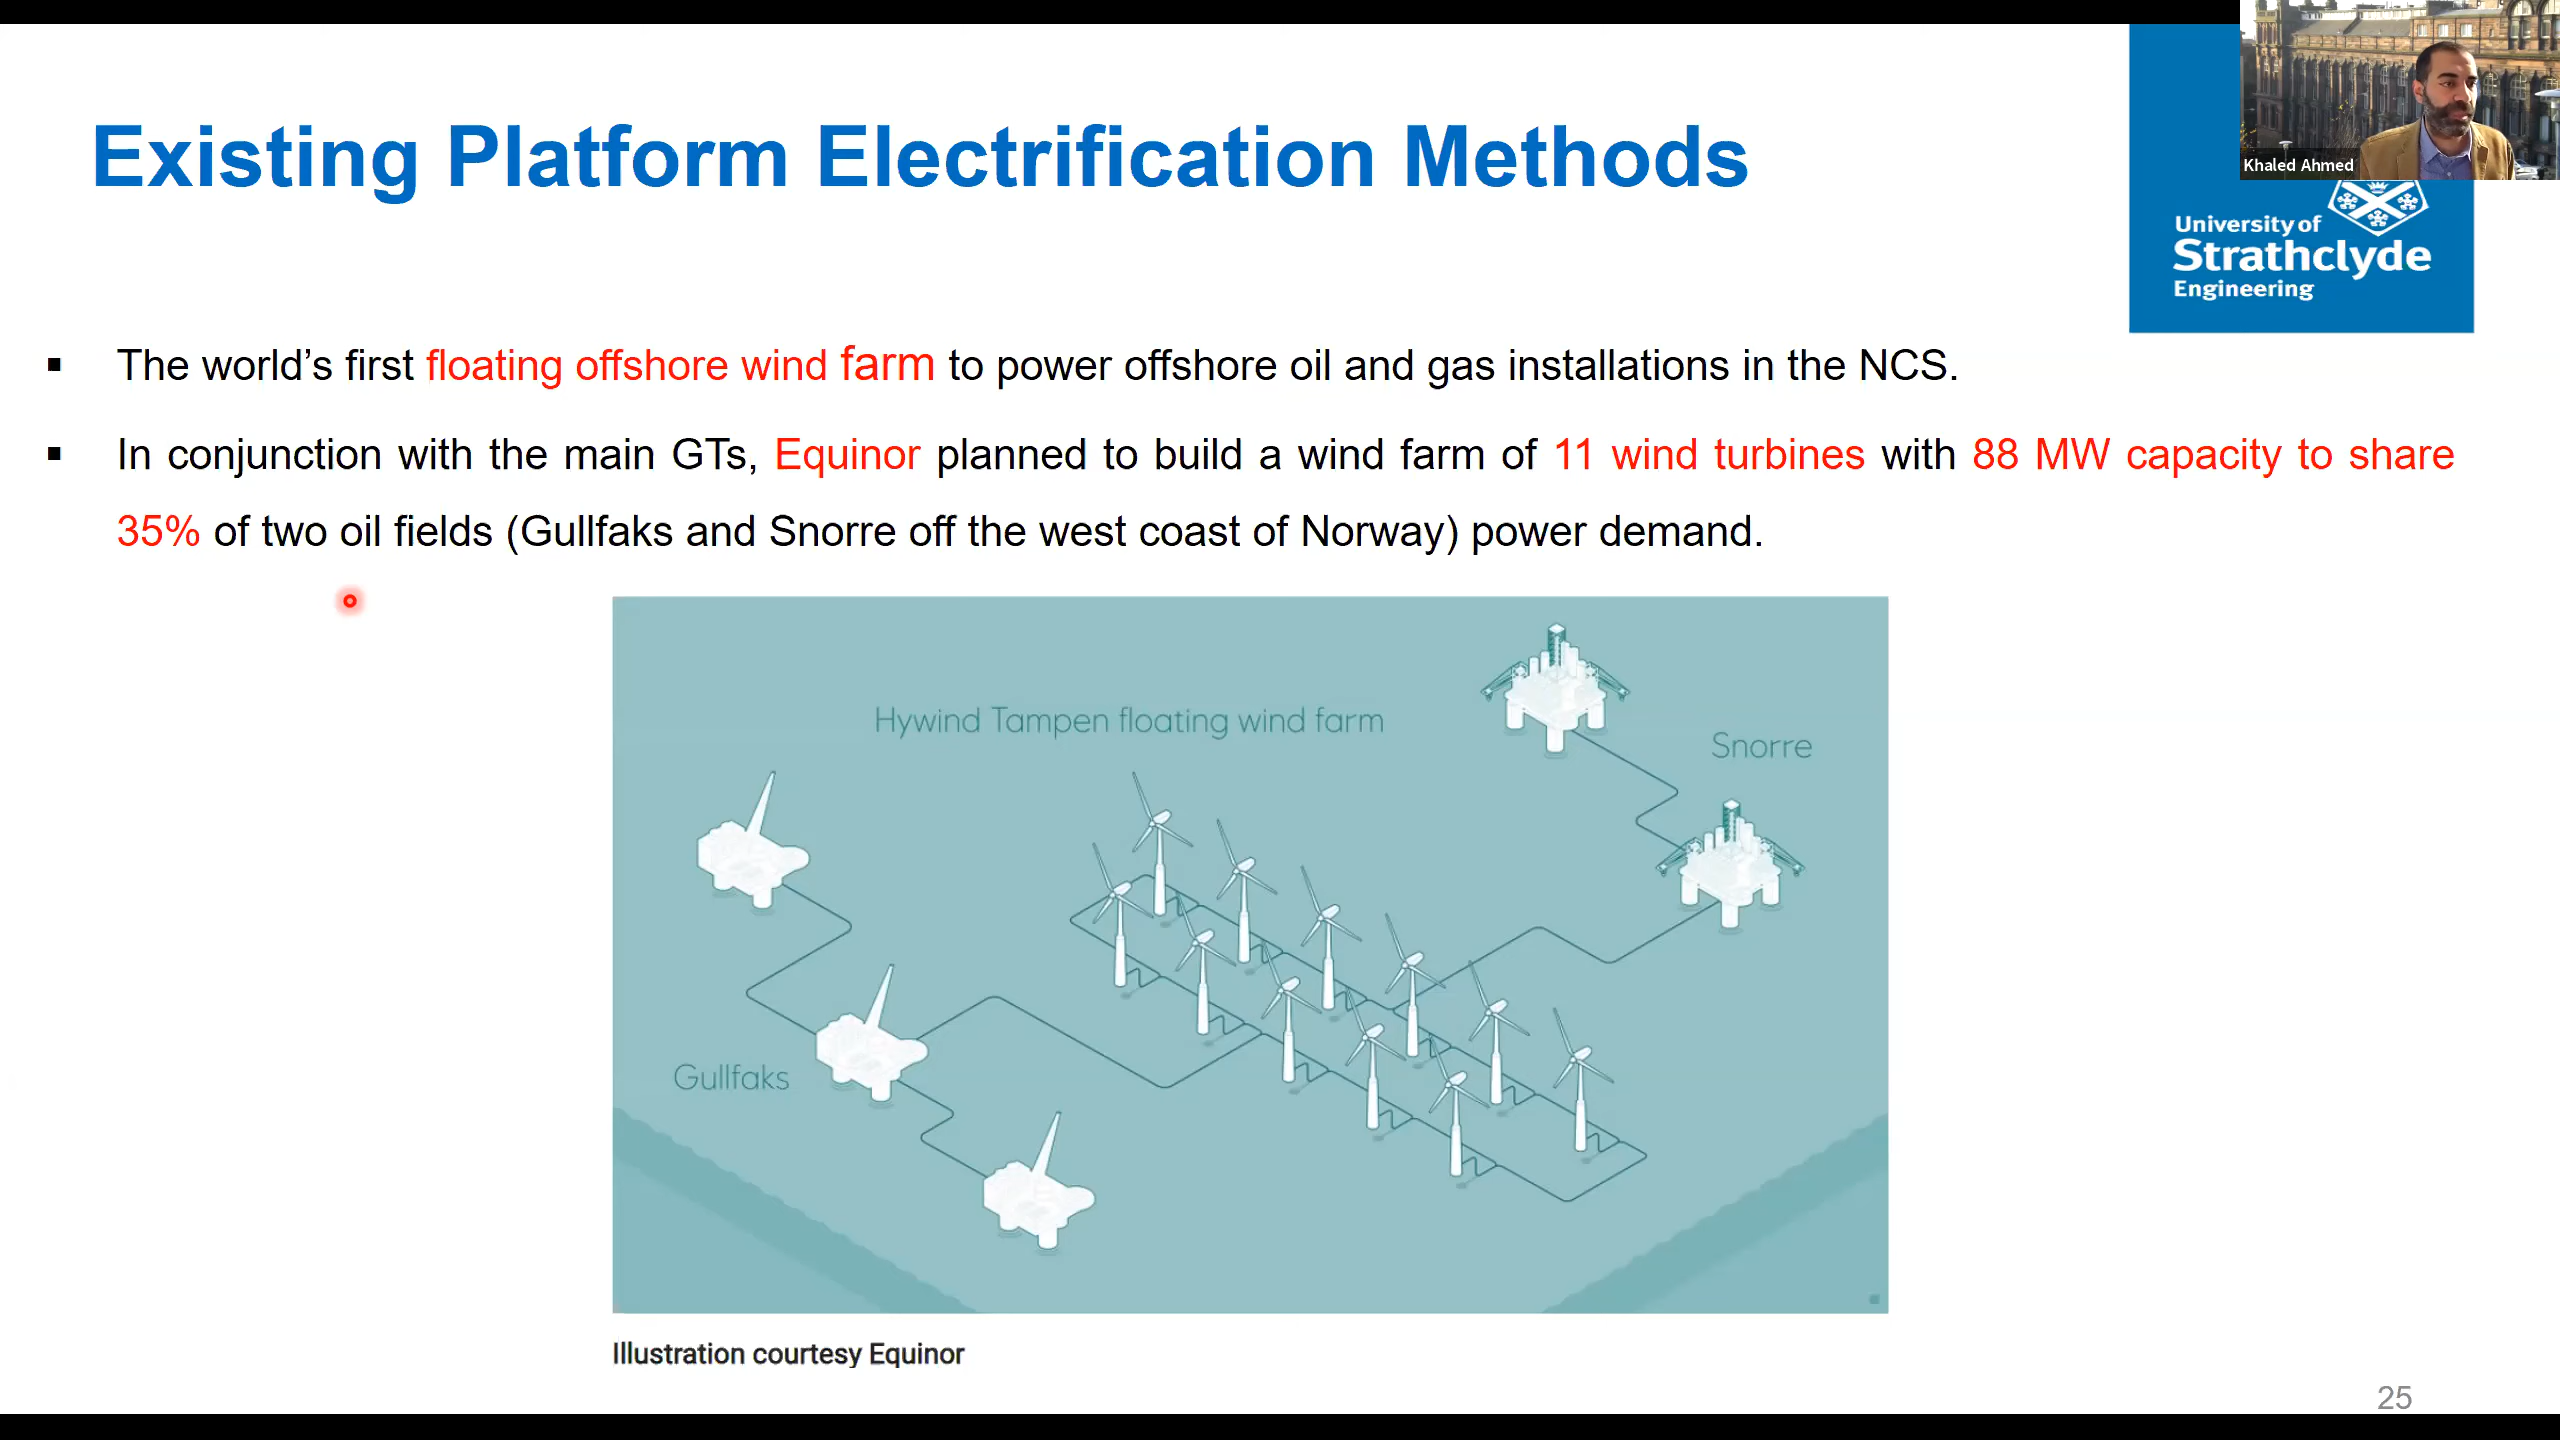 Khaled Ahmed
Existing Platform Electrification Methods
University of
Strathclyde
Engineering
▪ The world’s first floating offshore wind farm to power offshore oil and gas installations in the NCS.
▪ In conjunction with the main GTs, Equinor planned to build a wind farm of 11 wind turbines with 88 MW capacity to share
35% of two oil fields (Gullfaks and Snorre off the west coast of Norway) power demand.
Hywind Tampen floating wind farm
Snorre
Gullfaks
Illustration courtesy Equinor
25